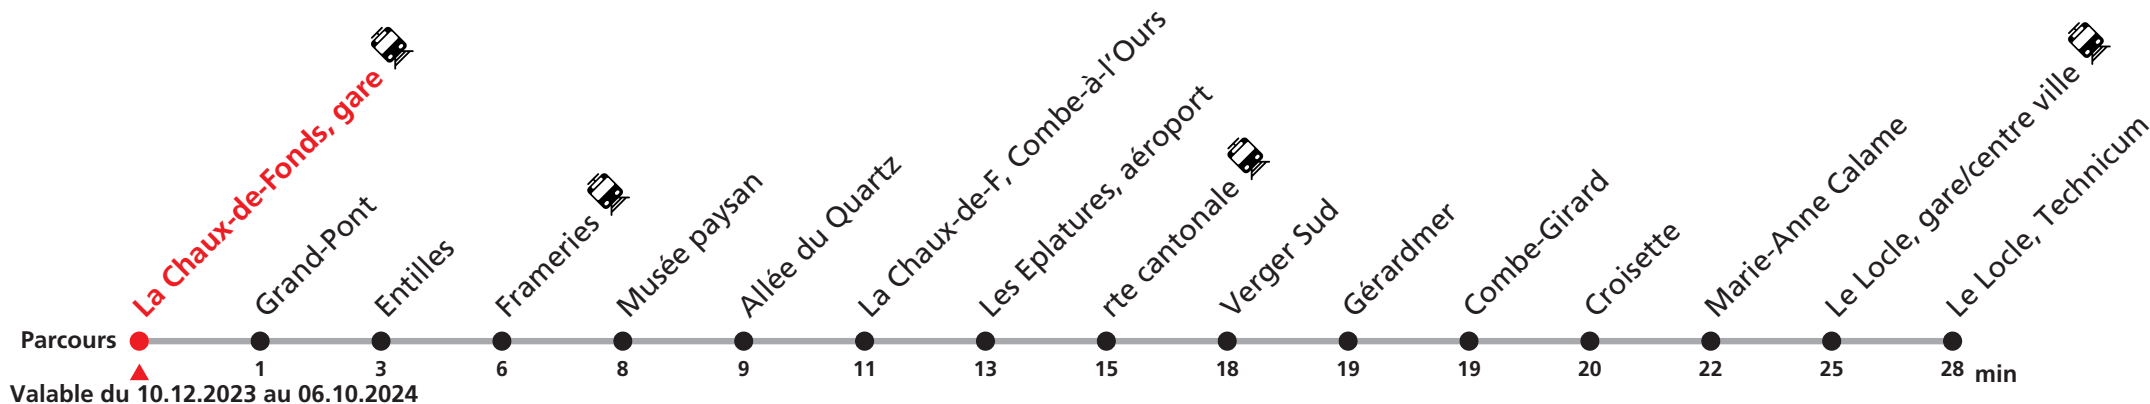 La Chaux-de-Fonds, gare
Grand-Pont
Entilles
Frameries
Musée paysan
Allée du Quartz
La Chaux-de-F, Combe-à-l'Ours
Les Eplatures, aéroport
rte cantonale
Verger Sud
Gérardmer
Combe-Girard
Croisette
Marie-Anne Calame
Le Locle, gare/centre ville
Le Locle, Technicum
Parcours
1 3 6 8 9 11 13 15 18 19 19 20 22 25 28 min
Valable du 10.12.2023 au 06.10.2024